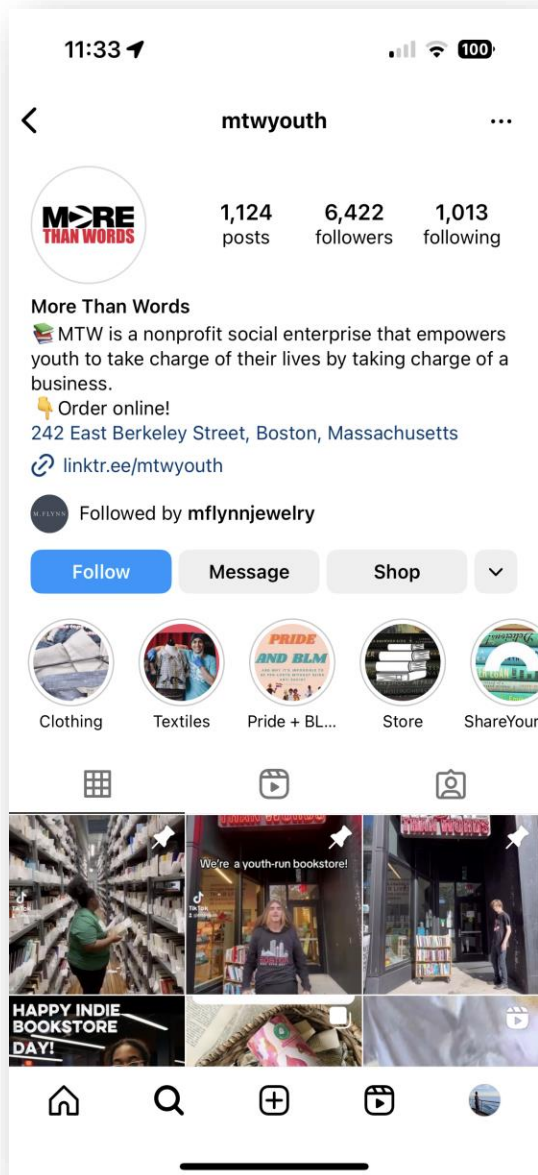 11:33
100
mtwyouth
MORE
THAN WORDS
1,124
posts
6,422
followers
1,013
following
More Than Words
MTW is a nonprofit social enterprise that empowers
youth to take charge of their lives by taking charge of a
business.
Order online!
242 East Berkeley Street, Boston, Massachusetts
linktr.ee/mtwyouth
M.FLYNN
Followed by mflynnjewelry
Follow
Message
Shop
PRIDE
AND BLM
Clothing
Textiles
Pride + BL...
Store
ShareYour
TikTok
We're a youth-run bookstore!
TikTok
HAPPY INDIE
BOOKSTORE
DAY!